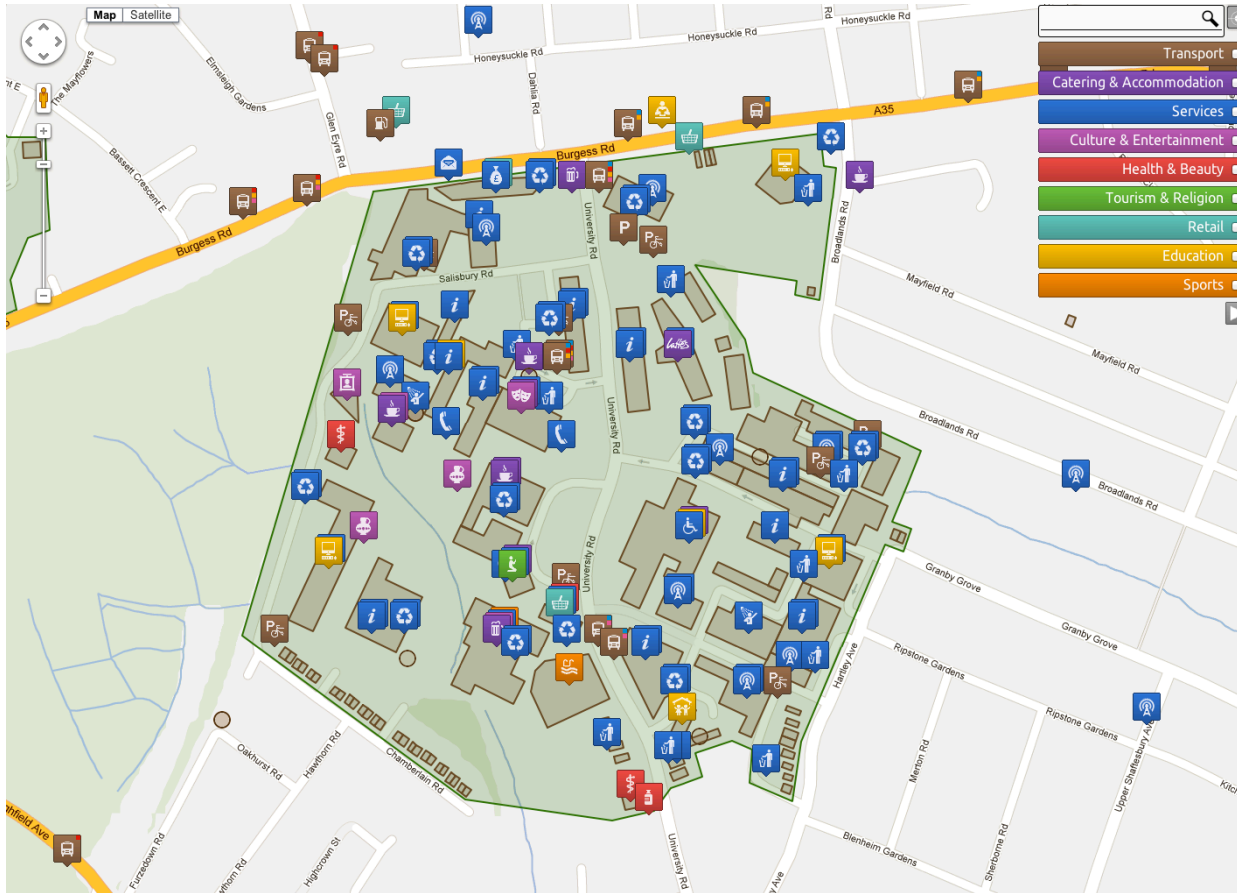 Map Satellite
Transport
Catering & Accommodation
Services
Culture & Entertainment
Health & Beauty
Tourism & Religion
Retail
Education
Sports
Honeysuckle Rd
Honeysuckle Rd
Honeysuckle Rd
The Mayflowers
Elmsleigh Gardens
Dahlia Rd
Glen Eyre Rd
A35
Burgess Rd
Bassett Crescent E
Burgess Rd
University Rd
Broadlands Rd
Salisbury Rd
Mayfield Rd
Mayfield Rd
University Rd
Broadlands Rd
Broadlands Rd
University Rd
Granby Grove
Granby Grove
Hartley Ave
Ripstone Gardens
Ripstone Gardens
Oakhurst Rd
Hawthorn Rd
Chamberlain Rd
Merton Rd
Upper Shaftesbury Ave
Furzedown Rd
Highcrown St
University Rd
Blenheim Gardens
Sherborne Rd